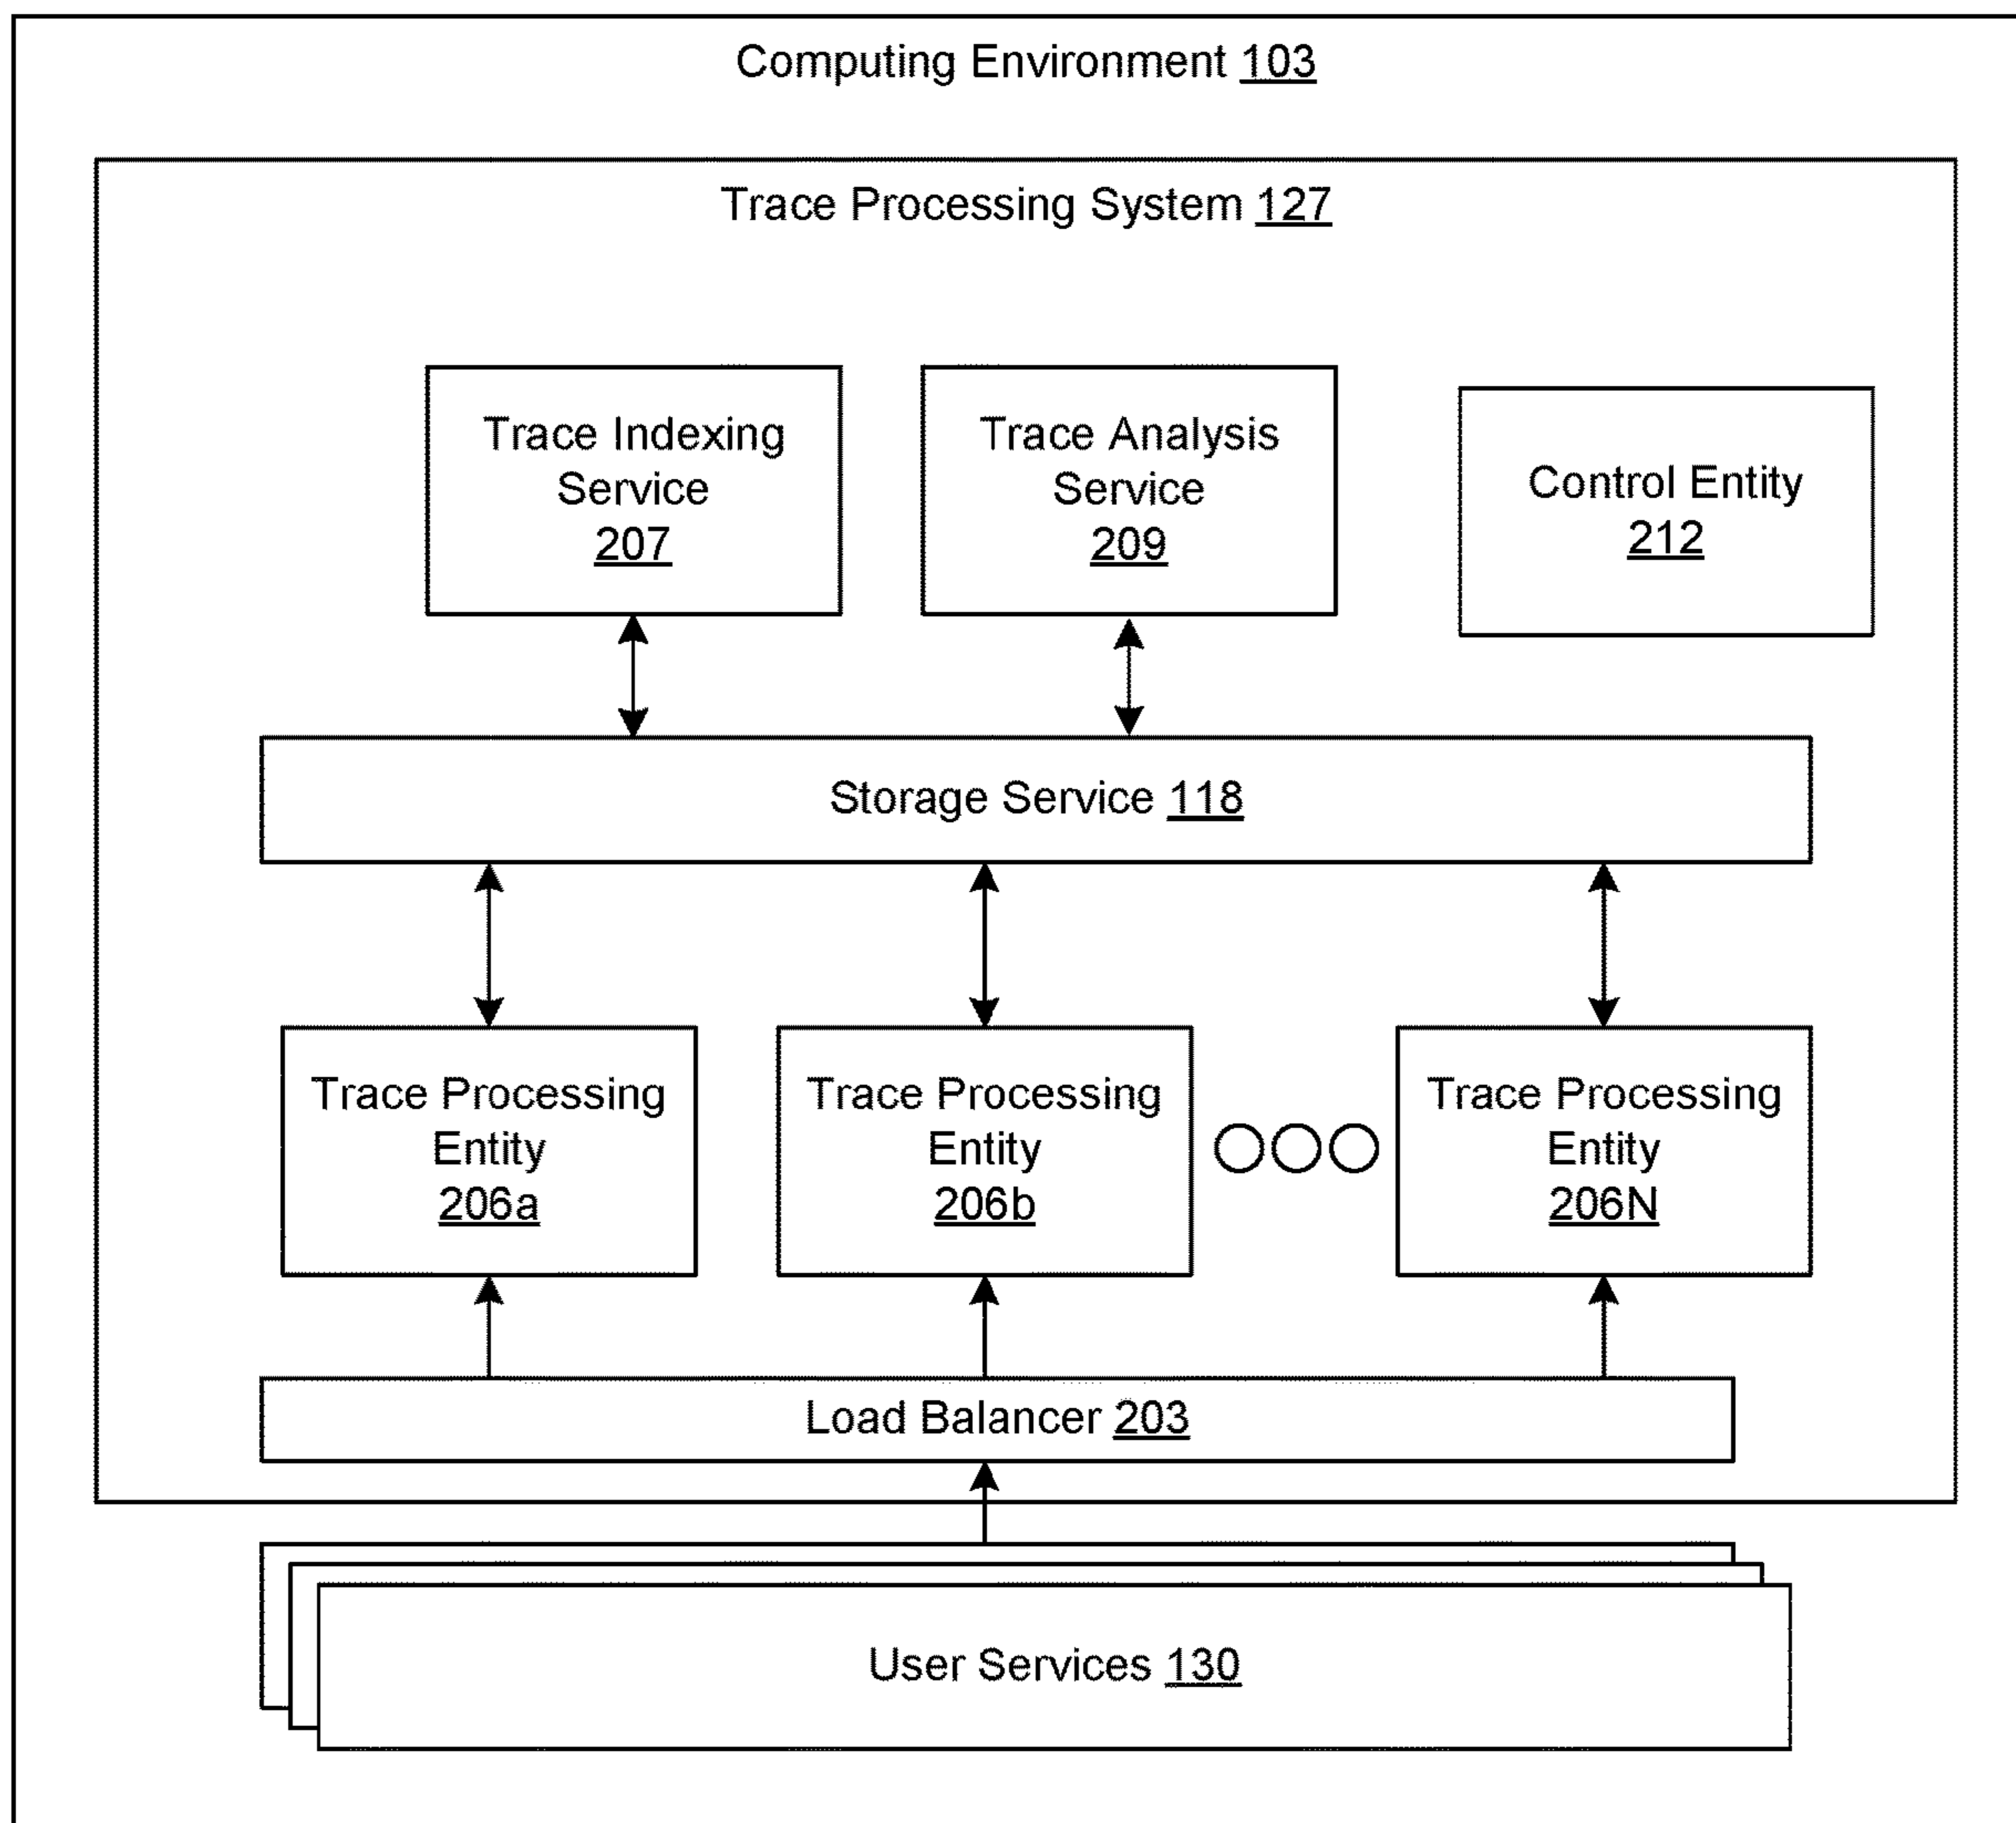 Computing Environment 103
Trace Processing System 127
Trace Indexing
Service
207
Trace Analysis
Service
209
Control Entity
212
Storage Service 118
Trace Processing
Entity
206a
Trace Processing
Entity
206b
Trace Processing
Entity
206N
Load Balancer 203
User Services 130